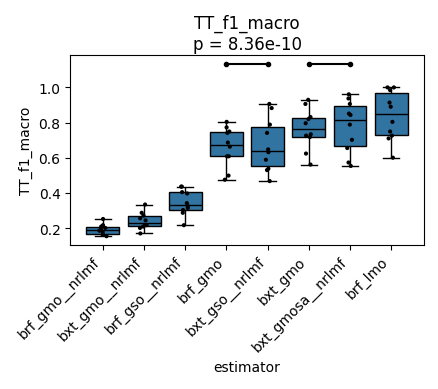 TT_f1_macro
p = 8.36e-10
TT_f1_macro
1.0
0.8
0.6
0.4
0.2
brf_gmo__nrlmf
bxt_gmo__nrlmf
brf_gso__nrlmf
brf_gmo
bxt_gso__nrlmf
bxt_gmo
bxt_gmosa__nrlmf
brf_lmo
estimator